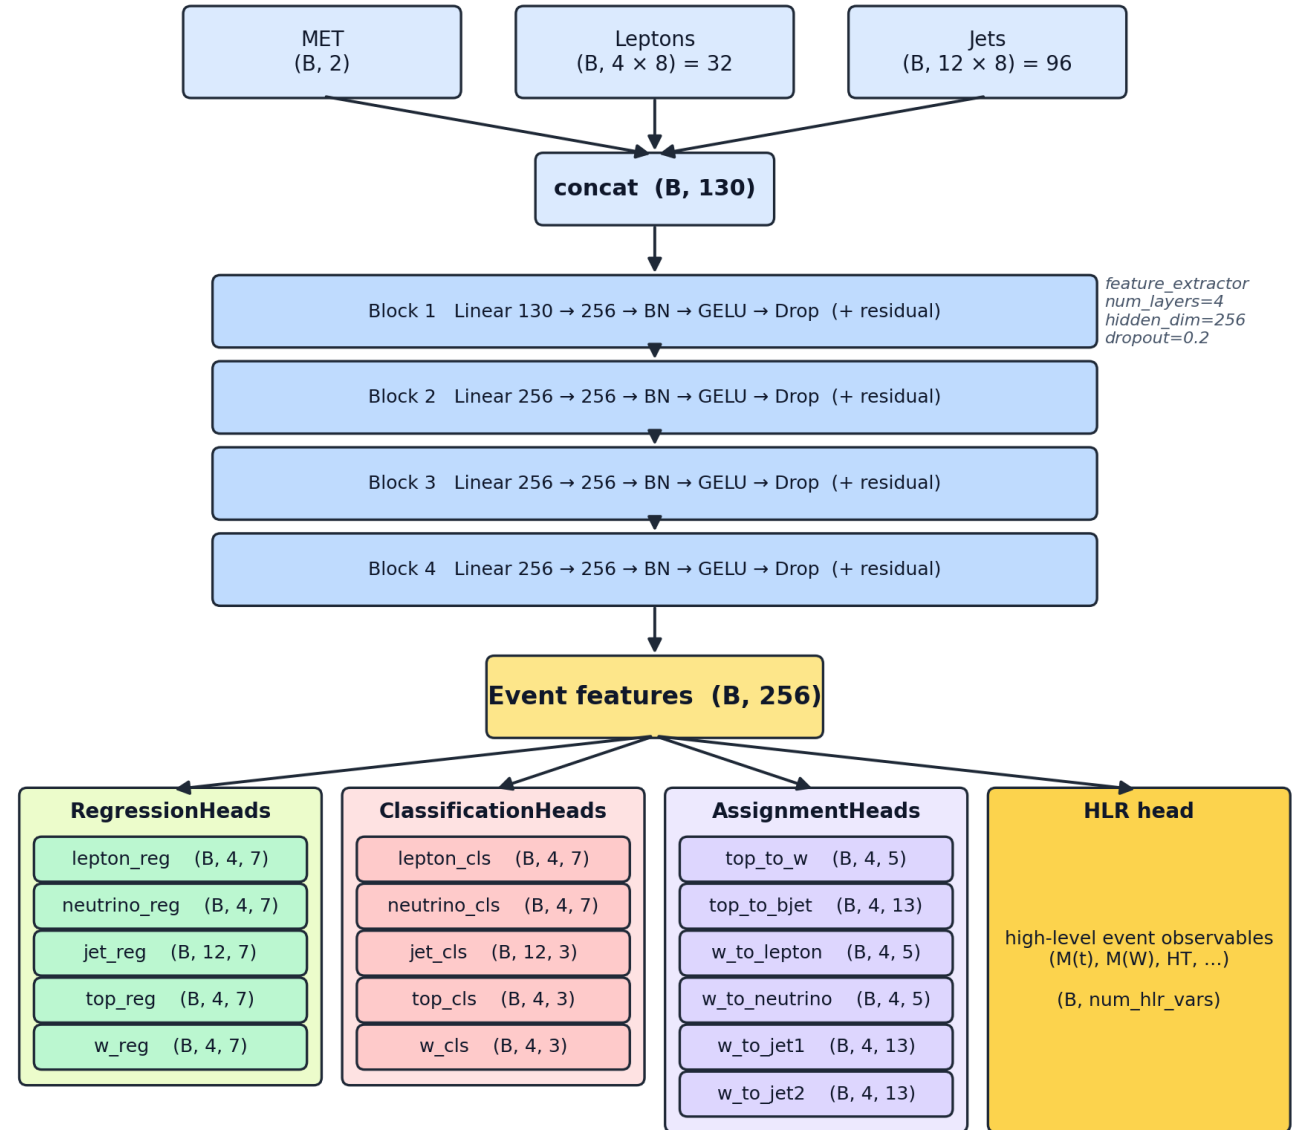 MET
(B, 2)
Leptons
(B, 4 × 8) = 32
Jets
(B, 12 × 8) = 96
concat (B, 130)
Block 1 Linear 130 → 256 → BN → GELU → Drop (+ residual)
feature_extractor
num_layers=4
hidden_dim=256
dropout=0.2
Block 2 Linear 256 → 256 → BN → GELU → Drop (+ residual)
Block 3 Linear 256 → 256 → BN → GELU → Drop (+ residual)
Block 4 Linear 256 → 256 → BN → GELU → Drop (+ residual)
Event features (B, 256)
RegressionHeads
lepton_reg (B, 4, 7)
neutrino_reg (B, 4, 7)
jet_reg (B, 12, 7)
top_reg (B, 4, 7)
w_reg (B, 4, 7)
ClassificationHeads
lepton_cls (B, 4, 7)
neutrino_cls (B, 4, 7)
jet_cls (B, 12, 3)
top_cls (B, 4, 3)
w_cls (B, 4, 3)
AssignmentHeads
top_to_w (B, 4, 5)
top_to_bjet (B, 4, 13)
w_to_lepton (B, 4, 5)
w_to_neutrino (B, 4, 5)
w_to_jet1 (B, 4, 13)
w_to_jet2 (B, 4, 13)
HLR head
high-level event observables
(M(t), M(W), HT, …)
(B, num_hlr_vars)